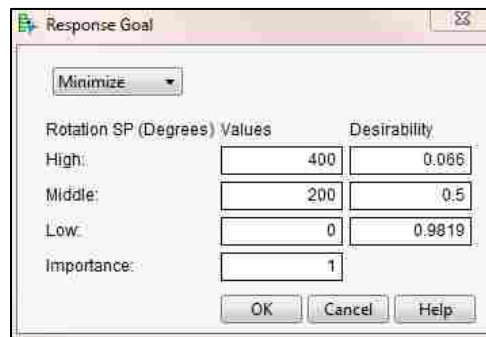 Response Goal
Minimize
Rotation SP (Degrees) Values Desirability
High: 400 0.066
Middle: 200 0.5
Low: 0 0.9819
Importance: 1
OK Cancel Help